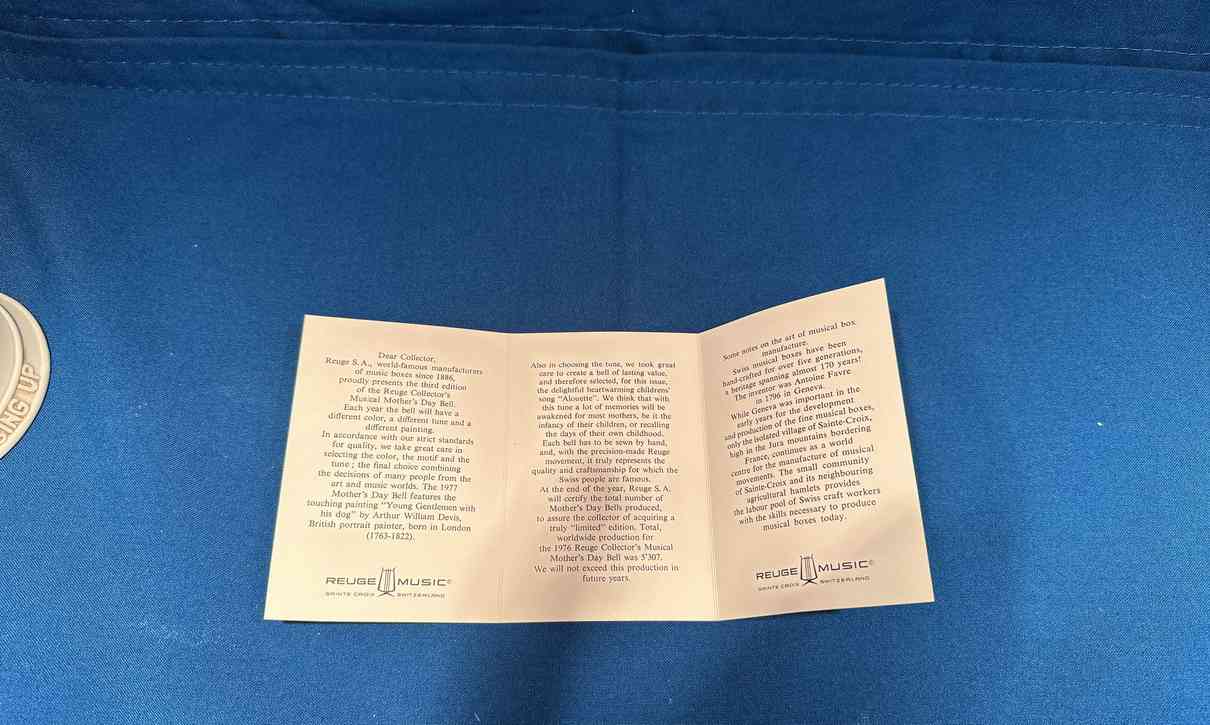 Dear Collector,
Reuge S.A., world-famous manufacturers
of music boxes since 1886,
proudly presents the third edition
of the Reuge Collector's
Musical Mother's Day Bell.
Each year the bell will have a
different color, a different tune and a
different painting.
In accordance with our strict standards
for quality, we take great care in
selecting the color, the motif and the
tune; the final choice combining
the decisions of many people from the
art and music worlds. The 1977
Mother's Day Bell features the
touching painting "Young Gentlemen with
his dog" by Arthur William Devis,
British portrait painter, born in London
(1763-1822).
REUGE MUSIC©
SAINTE CROIX SWITZERLAND
Also in choosing the tune, we took great
care to create a bell of lasting value,
and therefore selected, for this issue,
the delightful heartwarming childrens'
song "Alouette". We think that with
this tune a lot of memories will be
awakened for most mothers, be it the
infancy of their children, or recalling
the days of their own childhood.
Each bell has to be sewn by hand,
and, with the precision-made Reuge
movement, it truly represents the
quality and craftsmanship for which the
Swiss people are famous.
At the end of the year, Reuge S.A.
will certify the total number of
Mother's Day Bells produced,
to assure the collector of acquiring a
truly "limited" edition. Total,
worldwide production for
the 1976 Reuge Collector's Musical
Mother's Day Bell was 5'307.
We will not exceed this production in
future years.
Some notes on the art of musical box
manufacture.
Swiss musical boxes have been
hand-crafted for over five generations,
a heritage spanning almost 170 years!
The inventor was Antoine Favre
in 1796 in Geneva.
While Geneva was important in the
early years for the development
and production of the fine musical boxes,
only the isolated village of Sainte-Croix,
high in the Jura mountains bordering
France, continues as a world
centre for the manufacture of musical
movements. The small community
of Sainte-Croix and its neighbouring
agricultural hamlets provides
the labour pool of Swiss craft workers
with the skills necessary to produce
musical boxes today.
REUGE MUSIC©
SAINTE CROIX SWITZERLAND
SING UP